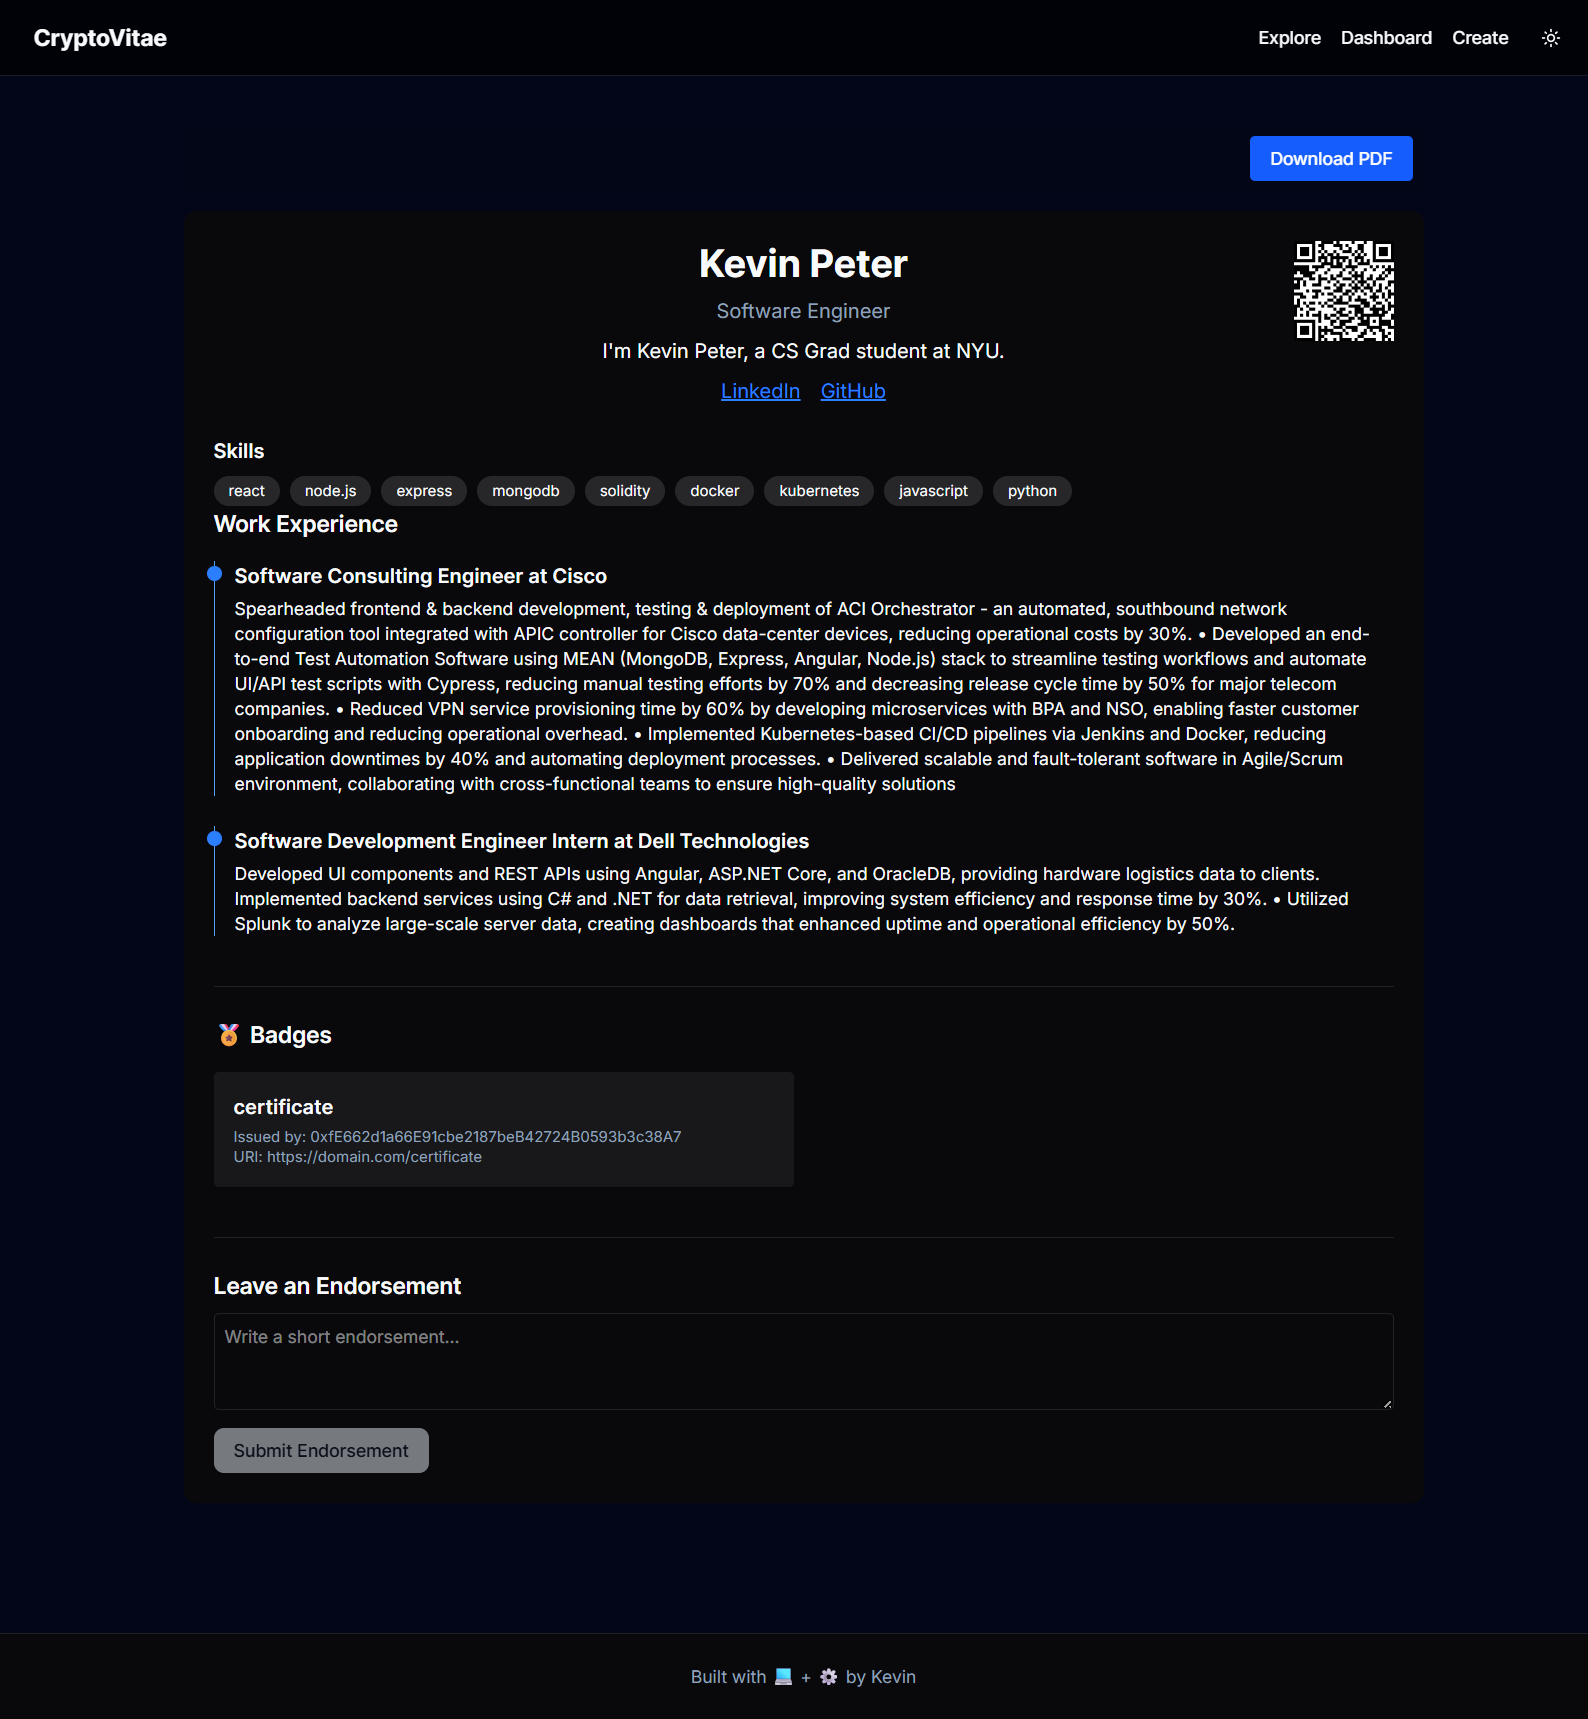 CryptoVitae
Explore Dashboard Create
Download PDF
Kevin Peter
Software Engineer
I'm Kevin Peter, a CS Grad student at NYU.
LinkedIn GitHub
Skills
react node.js express mongodb solidity docker kubernetes javascript python
Work Experience
Software Consulting Engineer at Cisco
Spearheaded frontend & backend development, testing & deployment of ACI Orchestrator - an automated, southbound network
configuration tool integrated with APIC controller for Cisco data-center devices, reducing operational costs by 30%. • Developed an end-
to-end Test Automation Software using MEAN (MongoDB, Express, Angular, Node.js) stack to streamline testing workflows and automate
UI/API test scripts with Cypress, reducing manual testing efforts by 70% and decreasing release cycle time by 50% for major telecom
companies. • Reduced VPN service provisioning time by 60% by developing microservices with BPA and NSO, enabling faster customer
onboarding and reducing operational overhead. • Implemented Kubernetes-based CI/CD pipelines via Jenkins and Docker, reducing
application downtimes by 40% and automating deployment processes. • Delivered scalable and fault-tolerant software in Agile/Scrum
environment, collaborating with cross-functional teams to ensure high-quality solutions
Software Development Engineer Intern at Dell Technologies
Developed UI components and REST APIs using Angular, ASP.NET Core, and OracleDB, providing hardware logistics data to clients.
Implemented backend services using C# and .NET for data retrieval, improving system efficiency and response time by 30%. • Utilized
Splunk to analyze large-scale server data, creating dashboards that enhanced uptime and operational efficiency by 50%.
🏅 Badges
certificate
Issued by: 0xfE662d1a66E91cbe2187beB42724B0593b3c38A7
URI: https://domain.com/certificate
Leave an Endorsement
Write a short endorsement...
Submit Endorsement
Built with 💻 + ⚙️ by Kevin